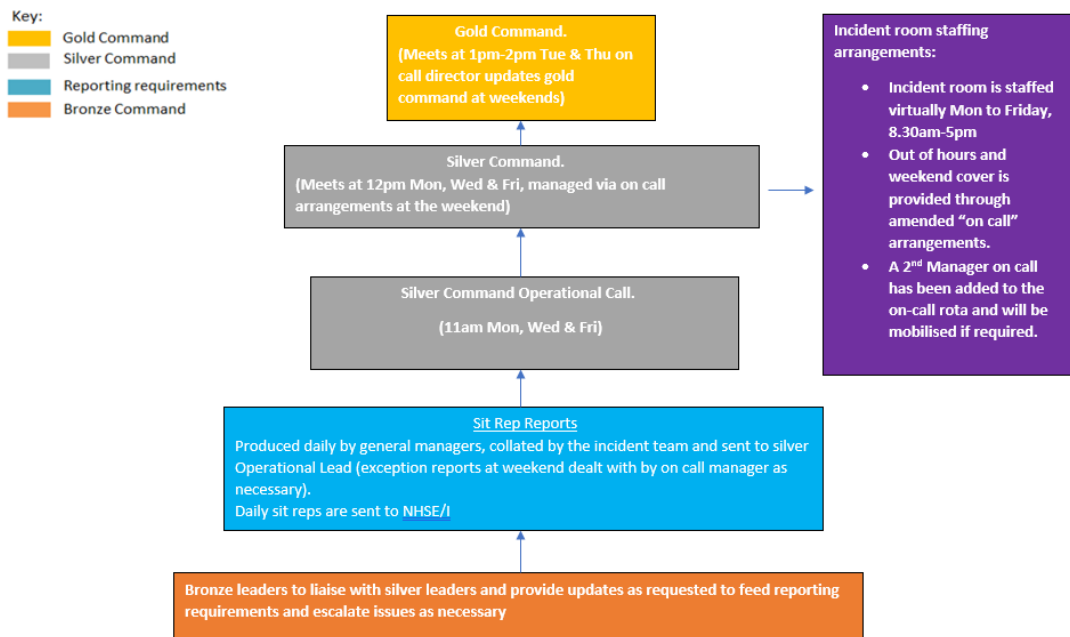 Key:
Gold Command
Silver Command
Reporting requirements
Bronze Command
Gold Command.
(Meets at 1pm-2pm Tue & Thu on
call director updates gold
command at weekends)
Silver Command.
(Meets at 12pm Mon, Wed & Fri, managed via on call
arrangements at the weekend)
Silver Command Operational Call.
(11am Mon, Wed & Fri)
Sit Rep Reports
Produced daily by general managers, collated by the incident team and sent to silver
Operational Lead (exception reports at weekend dealt with by on call manager as
necessary).
Daily sit reps are sent to NHSE/I
Bronze leaders to liaise with silver leaders and provide updates as requested to feed reporting
requirements and escalate issues as necessary
Incident room staffing
arrangements:
• Incident room is staffed
virtually Mon to Friday,
8.30am-5pm
• Out of hours and
weekend cover is
provided through
amended “on call”
arrangements.
• A 2nd Manager on call
has been added to the
on-call rota and will be
mobilised if required.